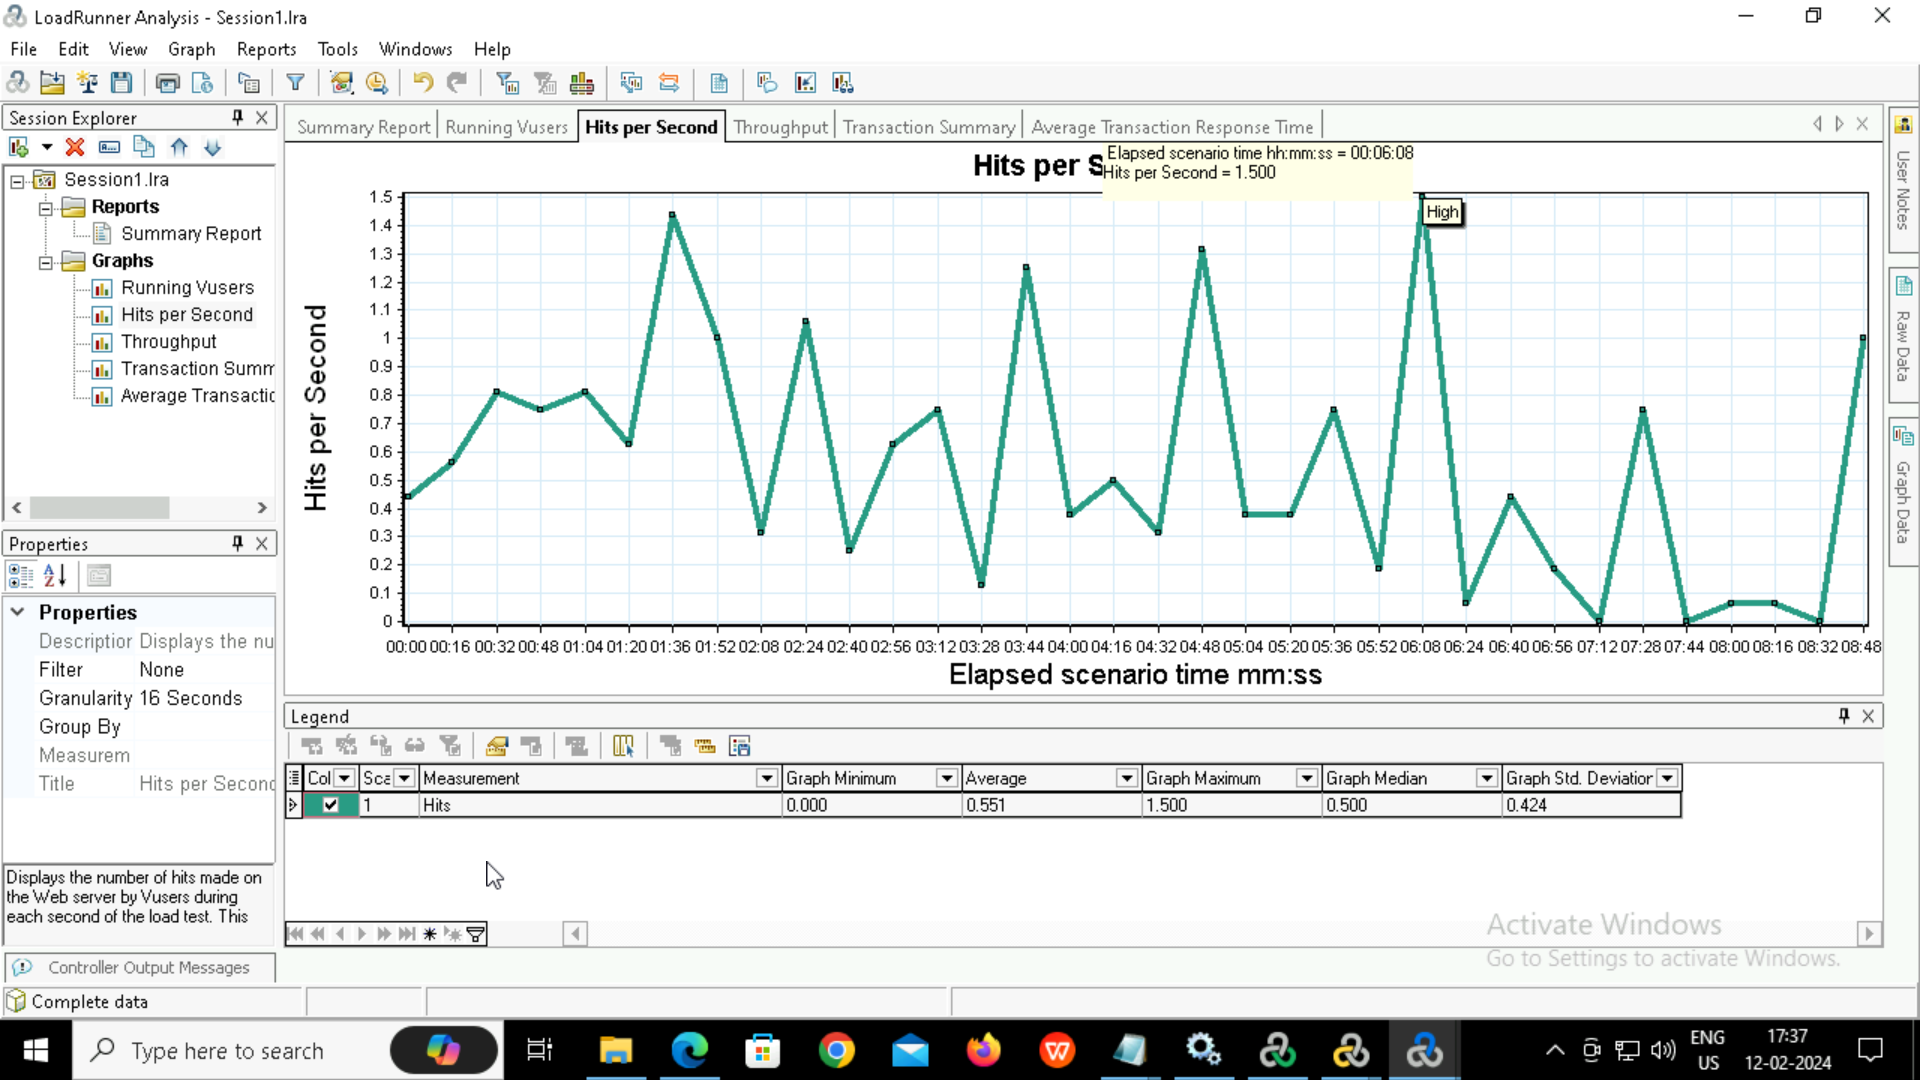 LoadRunner Analysis - Session1.lra
File Edit View Graph Reports Tools Windows Help
Session Explorer
Session1.lra
Reports
Summary Report
Graphs
Running Vusers
Hits per Second
Throughput
Transaction Summ
Average Transactic
Properties
Properties
Descriptior Displays the nu
Filter None
Granularity 16 Seconds
Group By
Measurem
Title Hits per Second
Displays the number of hits made on
the Web server by Vusers during
each second of the load test. This
Controller Output Messages
Complete data
Summary Report Running Vusers Hits per Second Throughput Transaction Summary Average Transaction Response Time
Hits per S
Elapsed scenario time hh:mm:ss = 00:06:08
Hits per Second = 1.500
High
Hits per Second
1.5
1.4
1.3
1.2
1.1
1
0.9
0.8
0.7
0.6
0.5
0.4
0.3
0.2
0.1
0
00:00 00:16 00:32 00:48 01:04 01:20 01:36 01:52 02:08 02:24 02:40 02:56 03:12 03:28 03:44 04:00 04:16 04:32 04:48 05:04 05:20 05:36 05:52 06:08 06:24 06:40 06:56 07:12 07:28 07:44 08:00 08:16 08:32 08:48
Elapsed scenario time mm:ss
User Notes
Raw Data
Graph Data
Legend
Col Sca Measurement Graph Minimum Average Graph Maximum Graph Median Graph Std. Deviatior
1 Hits 0.000 0.551 1.500 0.500 0.424
Activate Windows
Go to Settings to activate Windows.
Type here to search
ENG
US
17:37
12-02-2024